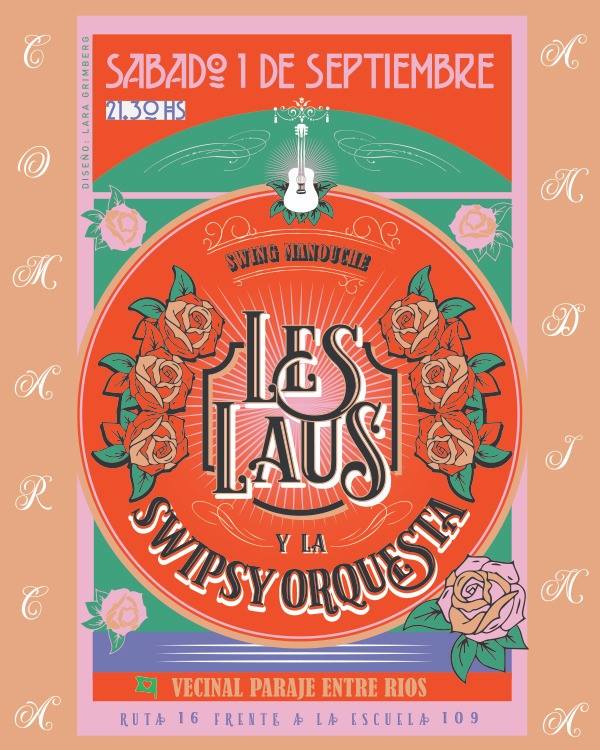 SABADO 1 DE SEPTIEMBRE
21.30 HS
DISEÑO: LARA GRIMBERG
SWING MANOUCHE
LES
LAUS
Y LA
SWIPSY ORQUESTA
VECINAL PARAJE ENTRE RIOS
RUTA 16 FRENTE A LA ESCUELA 109
COMARCA
ANDINA